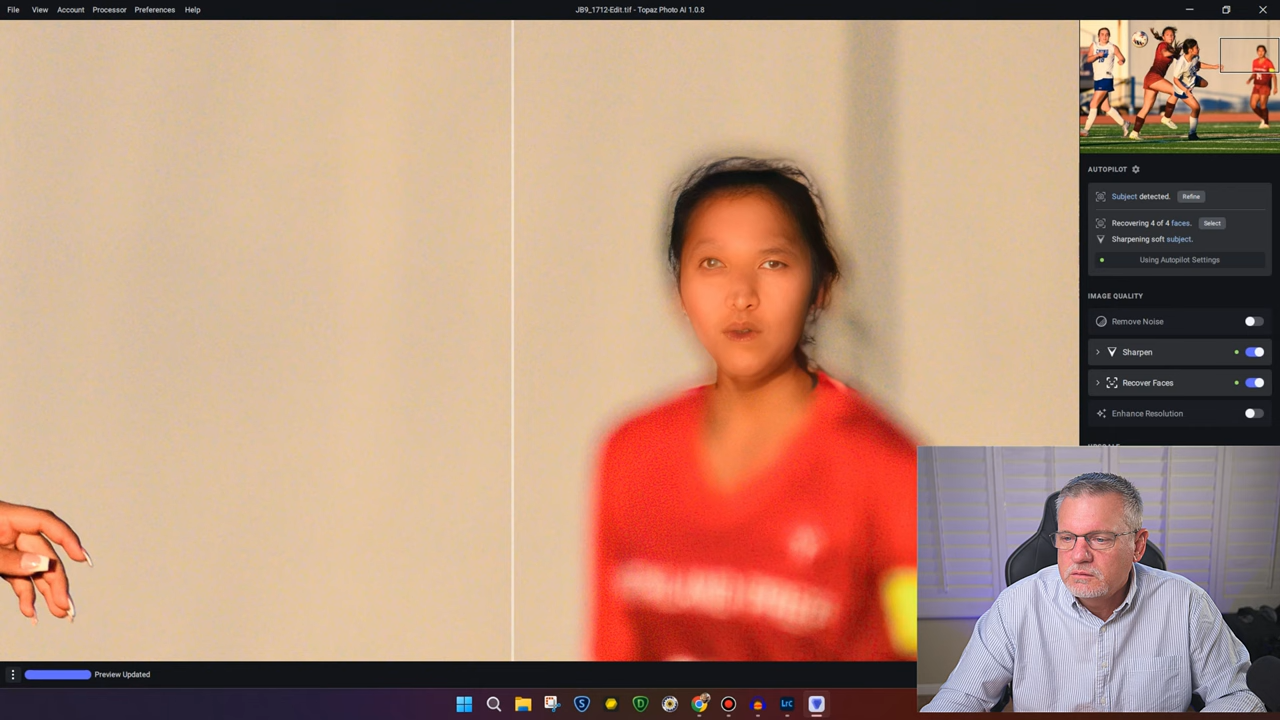 File View Account Processor Preferences Help
JB9_1712-Edit.tif - Topaz Photo AI 1.0.8
AUTOPILOT
Subject detected. Refine
Recovering 4 of 4 faces. Select
Sharpening soft subject.
Using Autopilot Settings
IMAGE QUALITY
Remove Noise
Sharpen
Recover Faces
Enhance Resolution
Preview Updated
S
D
LrC